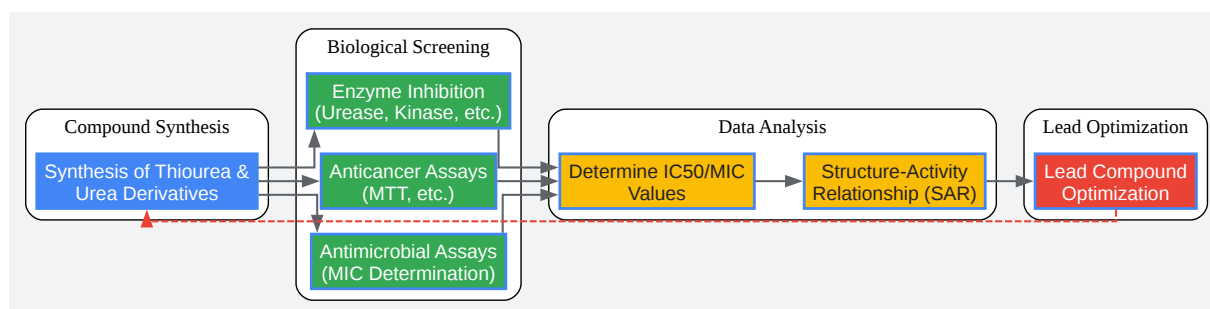 Compound Synthesis
Synthesis of Thiourea &
Urea Derivatives
Biological Screening
Enzyme Inhibition
(Urease, Kinase, etc.)
Anticancer Assays
(MTT, etc.)
Antimicrobial Assays
(MIC Determination)
Data Analysis
Determine IC50/MIC
Values
Structure-Activity
Relationship (SAR)
Lead Optimization
Lead Compound
Optimization